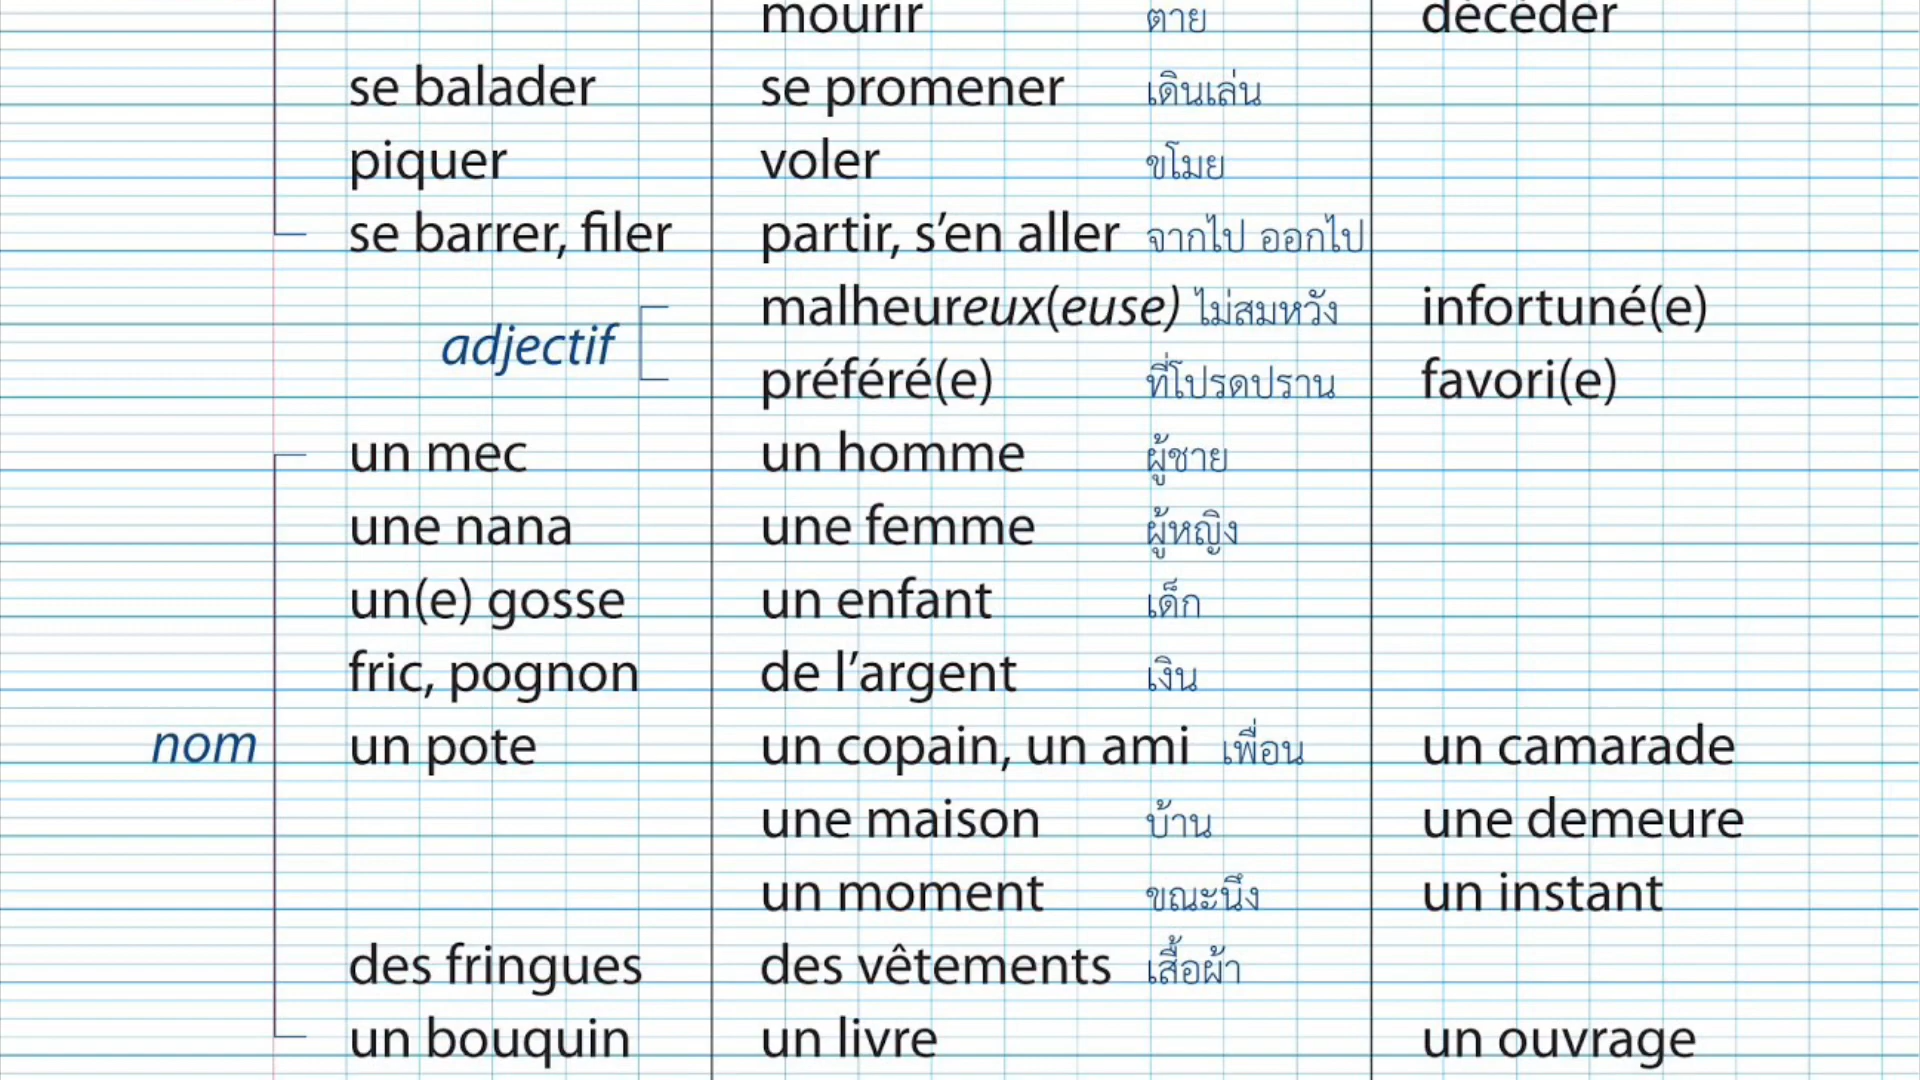 mourir ตาย décéder
se balader se promener เดินเล่น
piquer voler ขโมย
se barrer, filer partir, s’en aller จากไป ออกไป
malheureux(euse) ไม่สมหวัง infortuné(e)
adjectif
préféré(e) ที่โปรดปราน favori(e)
un mec un homme ผู้ชาย
une nana une femme ผู้หญิง
un(e) gosse un enfant เด็ก
fric, pognon de l’argent เงิน
nom un pote un copain, un ami เพื่อน un camarade
une maison บ้าน une demeure
un moment ขณะนึง un instant
des fringues des vêtements เสื้อผ้า
un bouquin un livre un ouvrage